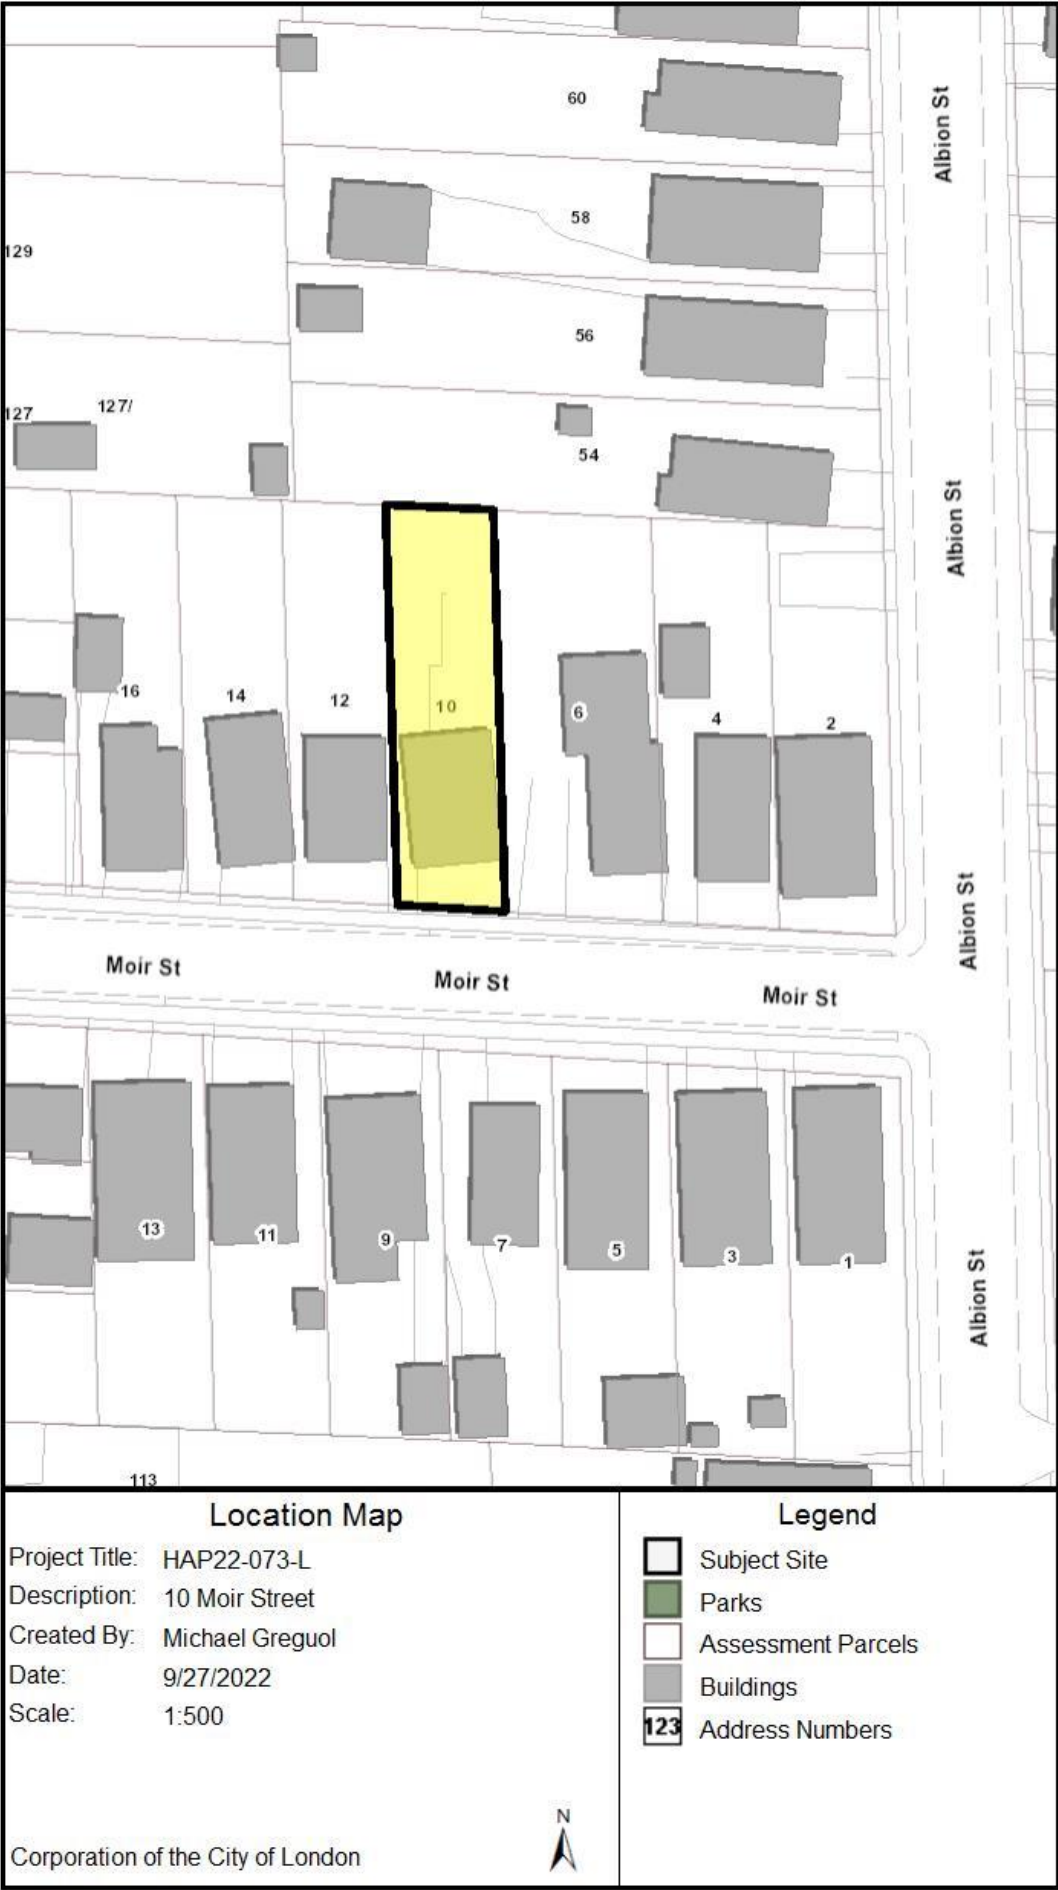 60
Albion St
58
129
56
127/
127
54
Albion St
16
14
12
10
6
4
2
Albion St
Moir St
Moir St
Moir St
13
11
9
7
5
3
1
Albion St
113
Location Map
Project Title: HAP22-073-L
Description: 10 Moir Street
Created By: Michael Greguol
Date: 9/27/2022
Scale: 1:500
N
Corporation of the City of London
Legend
Subject Site
Parks
Assessment Parcels
Buildings
123 Address Numbers